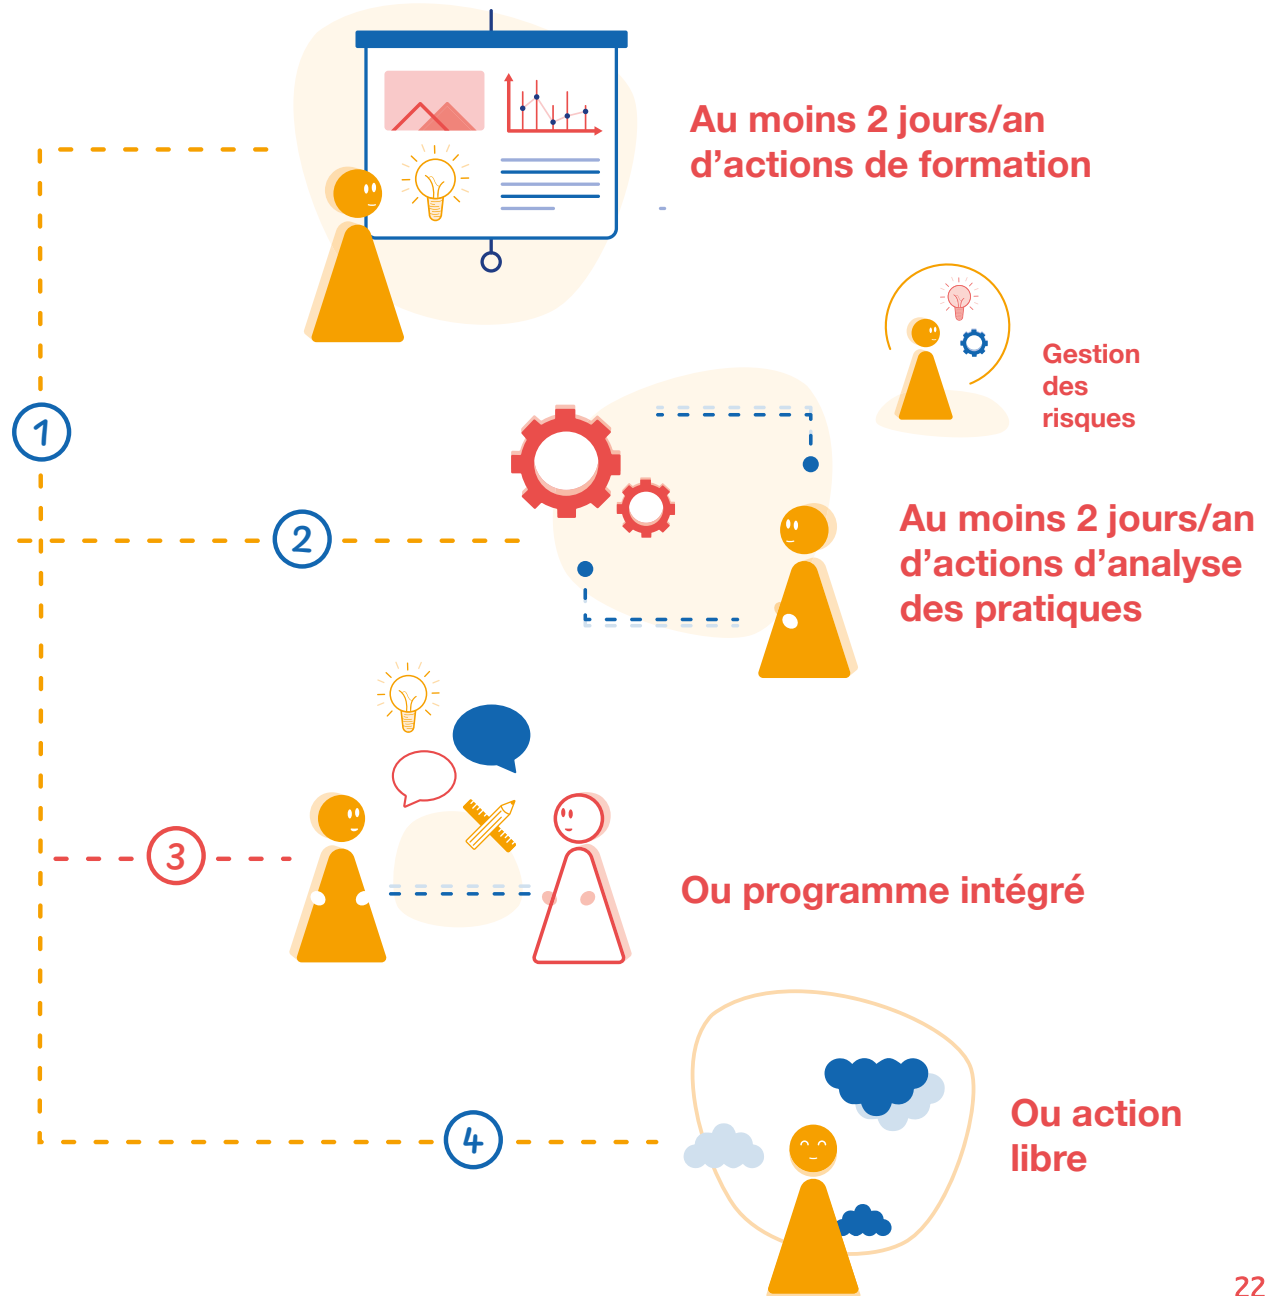 Au moins 2 jours/an
d’actions de formation
Gestion
des
risques
1
2
Au moins 2 jours/an
d’actions d’analyse
des pratiques
3
Ou programme intégré
4
Ou action
libre
22